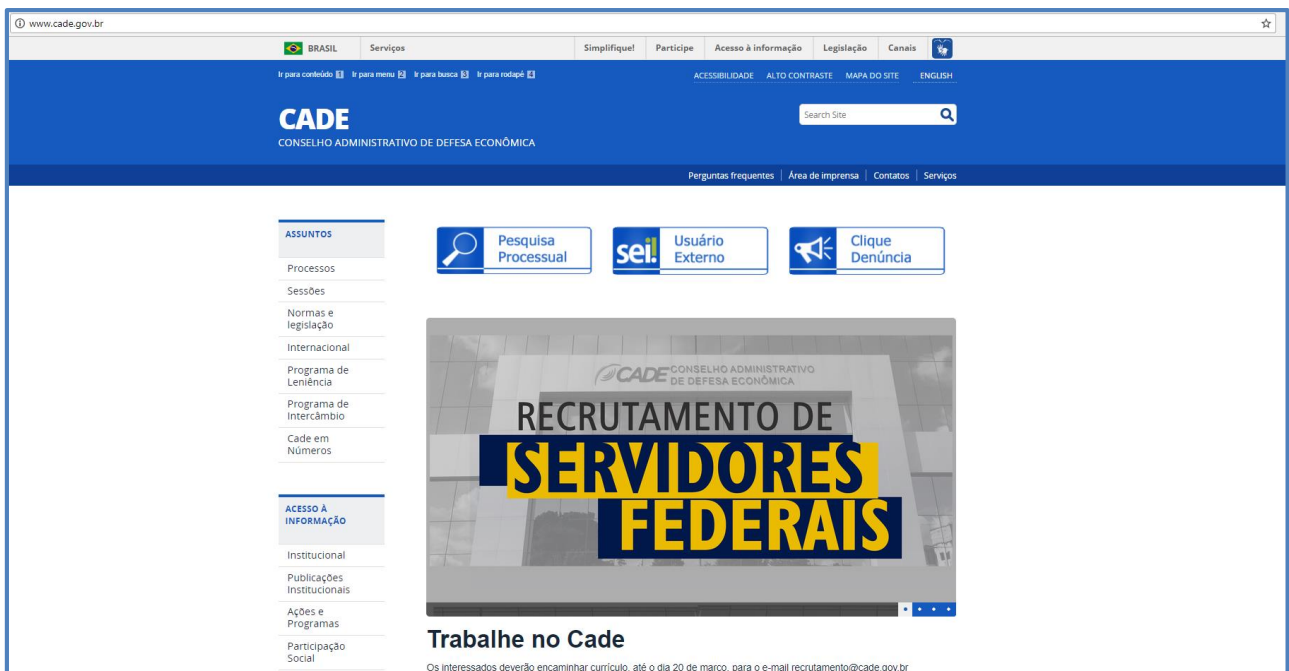 www.cade.gov.br
BRASIL Serviços Simplifique! Participe Acesso à informação Legislação Canais
Ir para conteúdo 1 Ir para menu 2 Ir para busca 3 Ir para rodapé 4 ACESSIBILIDADE ALTO CONTRASTE MAPA DO SITE ENGLISH
CADE
CONSELHO ADMINISTRATIVO DE DEFESA ECONÔMICA
Search Site
Perguntas frequentes | Área de imprensa | Contatos | Serviços
ASSUNTOS
Processos
Sessões
Normas e
legislação
Internacional
Programa de
Leniência
Programa de
Intercâmbio
Cade em
Números
ACESSO À
INFORMAÇÃO
Institucional
Publicações
Institucionais
Ações e
Programas
Participação
Social
Pesquisa
Processual
sei!
Usuário
Externo
Clique
Denúncia
CADE CONSELHO ADMINISTRATIVO
DE DEFESA ECONÔMICA
RECRUTAMENTO DE
SERVIDORES
FEDERAIS
Trabalhe no Cade
Os interessados deverão encaminhar currículo, até o dia 20 de março, para o e-mail recrutamento@cade.gov.br